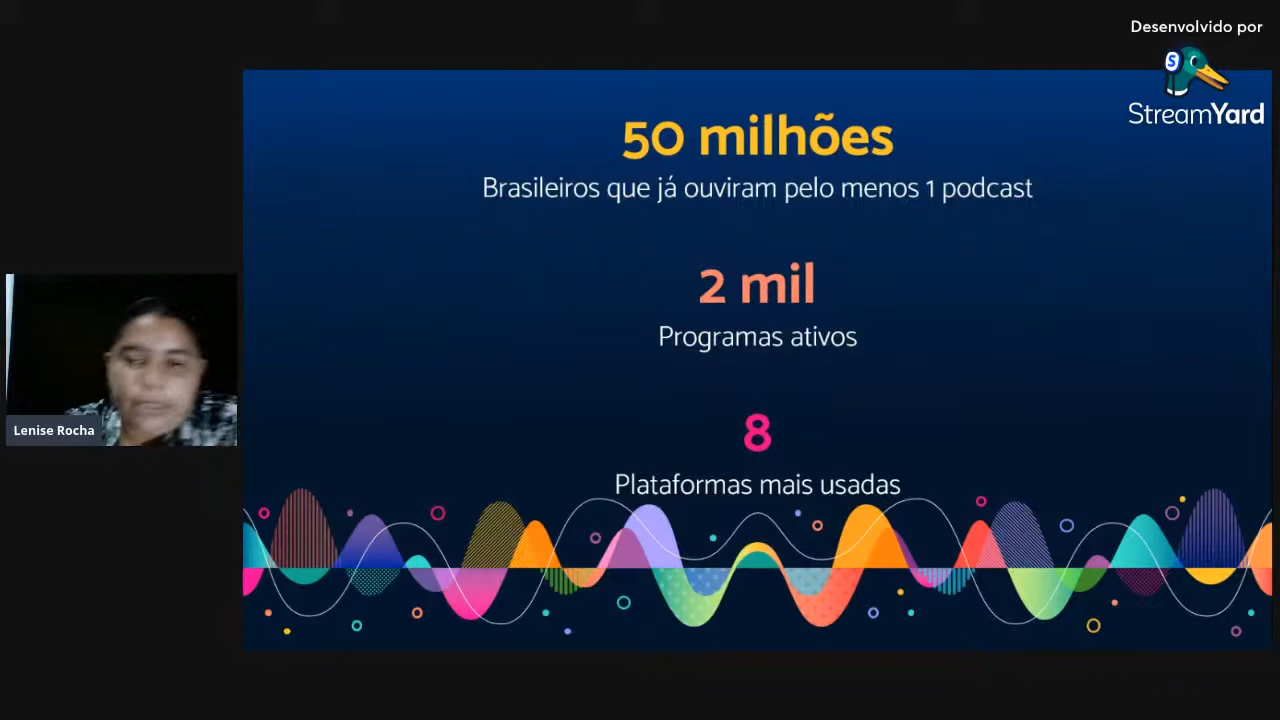 Desenvolvido por
S
StreamYard
50 milhões
Brasileiros que já ouviram pelo menos 1 podcast
2 mil
Programas ativos
8
Plataformas mais usadas
Lenise Rocha